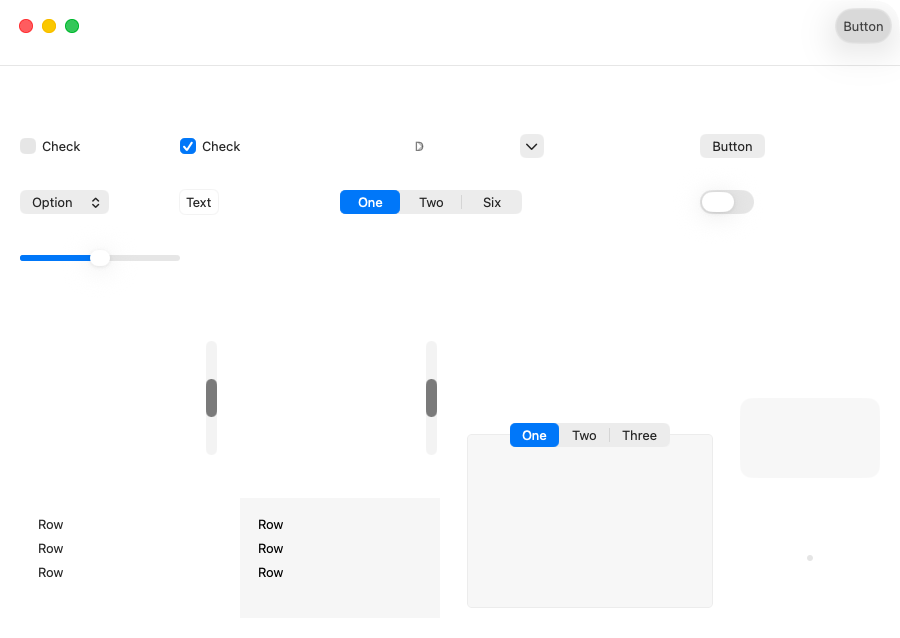 Button
Check
Check
Button
Option
Text
One Two Six
One Two Three
Row
Row
Row
Row
Row
Row